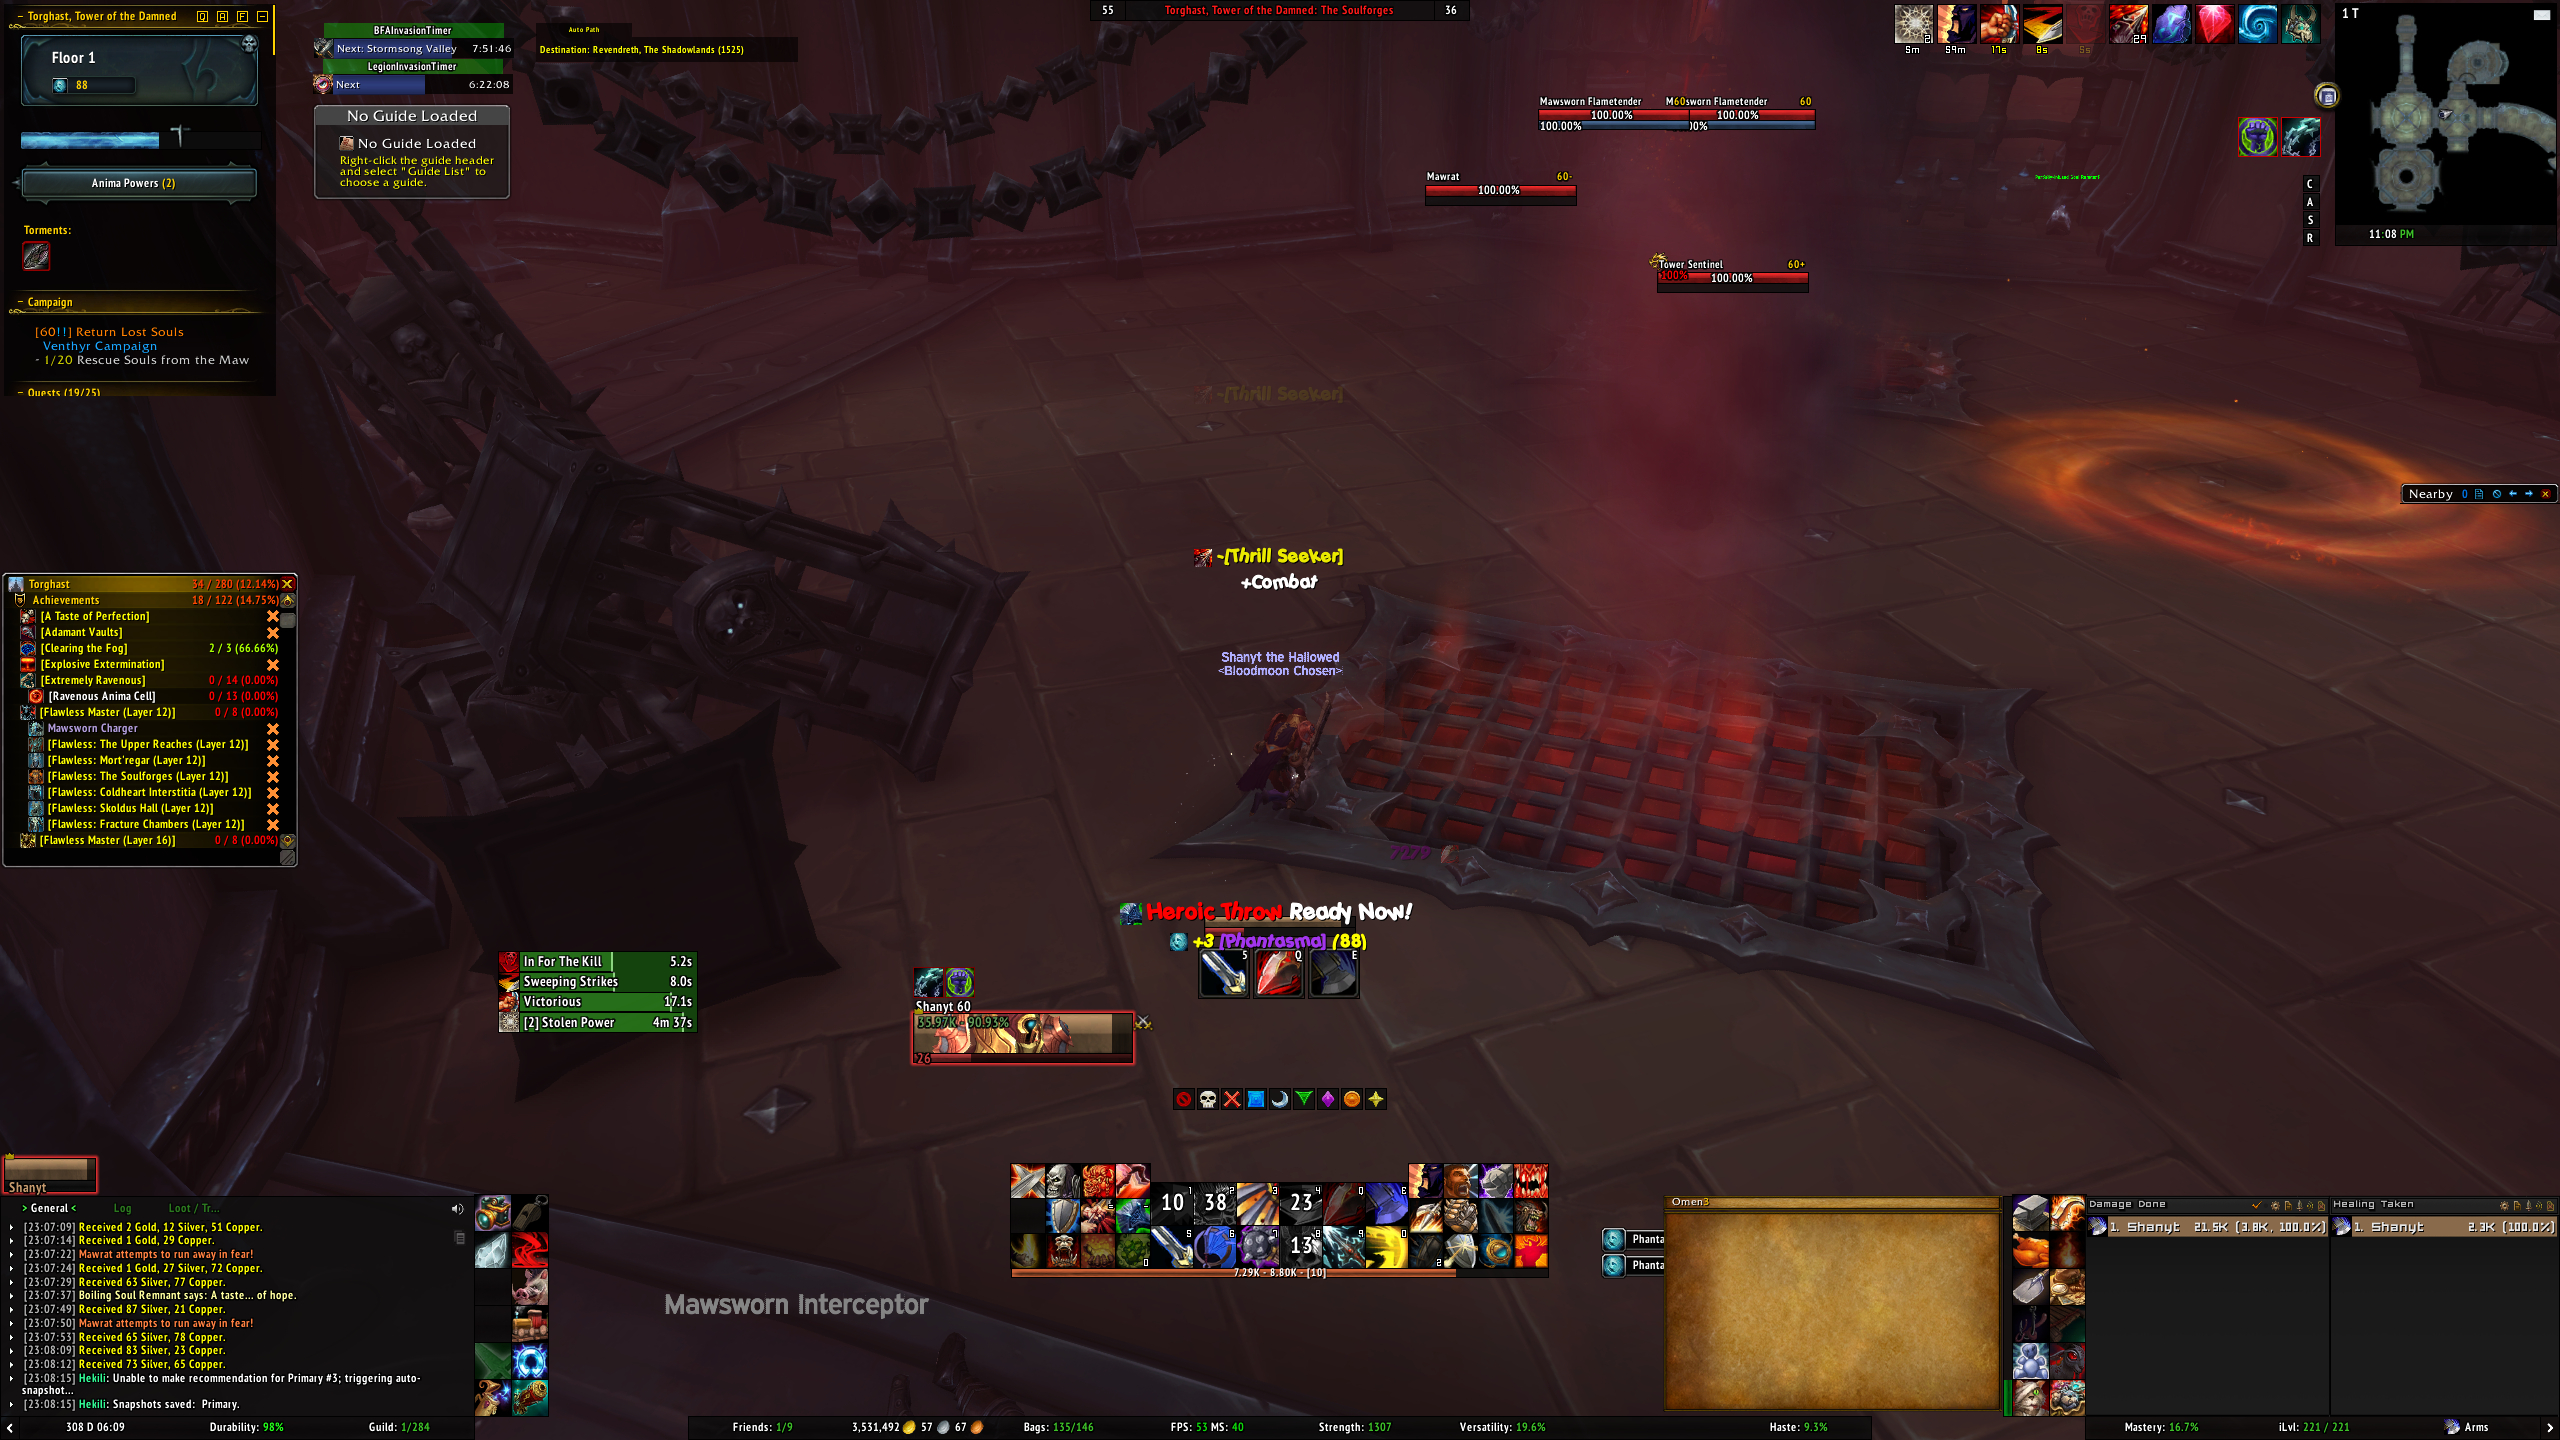 Torghast, Tower of the Damned
Q A F
Floor 1
88
Anima Powers (2)
Torments:
Campaign
[60!!] Return Lost Souls
Venthyr Campaign
- 1/20 Rescue Souls from the Maw
Quests (19/25)
BFAInvasionTimer
Next: Stormsong Valley 7:51:46
LegionInvasionTimer
Next 6:22:08
No Guide Loaded
No Guide Loaded
Right-click the guide header
and select "Guide List" to
choose a guide.
Auto Path
Destination: Revendreth, The Shadowlands (1525)
55 Torghast, Tower of the Damned: The Soulforges 36
Mawsworn Flametender
60
100.00%
100.00%
sworn Flametender 60
100.00%
Mawrat 60-
100.00%
Tower Sentinel 60+
100% 100.00%
2 29
5m 59m 17s 8s 5s
1 T
C
A
S
R
11:08 PM
Nearby 0
-[Thrill Seeker]
-[Thrill Seeker]
+Combat
Shanyt the Hallowed
<Bloodmoon Chosen>
7279
Heroic Throw Ready Now!
+3 [Phantasma] (88)
5 Q E
Torghast 34 / 280 (12.14%)
Achievements 18 / 122 (14.75%)
[A Taste of Perfection]
[Adamant Vaults]
[Clearing the Fog] 2 / 3 (66.66%)
[Explosive Extermination]
[Extremely Ravenous] 0 / 14 (0.00%)
[Ravenous Anima Cell] 0 / 13 (0.00%)
[Flawless Master (Layer 12)] 0 / 8 (0.00%)
Mawsworn Charger
[Flawless: The Upper Reaches (Layer 12)]
[Flawless: Mort'regar (Layer 12)]
[Flawless: The Soulforges (Layer 12)]
[Flawless: Coldheart Interstitia (Layer 12)]
[Flawless: Skoldus Hall (Layer 12)]
[Flawless: Fracture Chambers (Layer 12)]
[Flawless Master (Layer 16)] 0 / 8 (0.00%)
In For The Kill 5.2s
Sweeping Strikes 8.0s
Victorious 17.1s
[2] Stolen Power 4m 37s
Shanyt 60
35.97K - 90.93%
26
Shanyt
> General < Log Loot / Tr...
[23:07:09] Received 2 Gold, 12 Silver, 51 Copper.
[23:07:14] Received 1 Gold, 29 Copper.
[23:07:22] Mawrat attempts to run away in fear!
[23:07:24] Received 1 Gold, 27 Silver, 72 Copper.
[23:07:29] Received 63 Silver, 77 Copper.
[23:07:37] Boiling Soul Remnant says: A taste... of hope.
[23:07:49] Received 87 Silver, 21 Copper.
[23:07:50] Mawrat attempts to run away in fear!
[23:07:53] Received 65 Silver, 78 Copper.
[23:08:09] Received 83 Silver, 23 Copper.
[23:08:12] Received 73 Silver, 65 Copper.
[23:08:15] Hekili: Unable to make recommendation for Primary #3; triggering auto-
snapshot...
[23:08:15] Hekili: Snapshots saved: Primary.
Mawsworn Interceptor
10 38 23
13
7.29K - 8.80K - [10]
Phanta
Phanta
Omen3
Damage Done
1. Shanyt 21.5K (3.0K, 100.0%)
Healing Taken
1. Shanyt 2.3K (100.0%)
308 D 06:09 Durability: 98% Guild: 1/284
Friends: 1/9 3,531,492 57 67 Bags: 135/146 FPS: 53 MS: 40 Strength: 1307 Versatility: 19.6% Haste: 9.3%
Mastery: 16.7% iLvl: 221 / 221 Arms